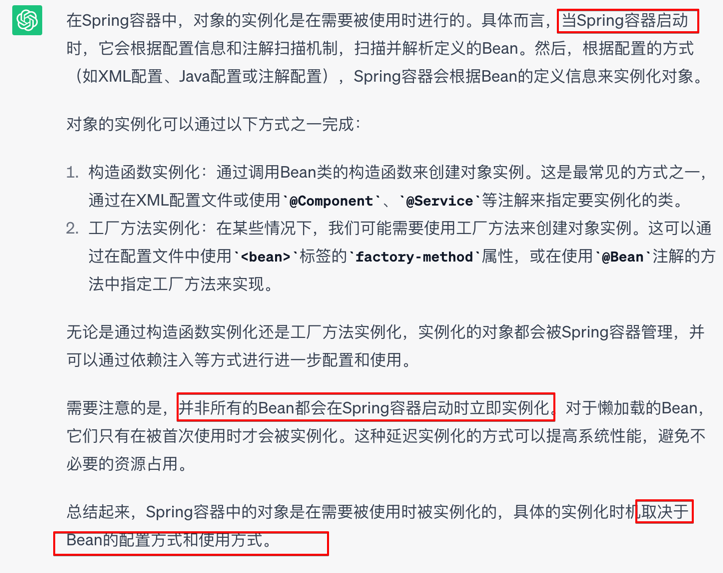 在Spring容器中，对象的实例化是在需要被使用时进行的。具体而言，当Spring容器启动
时，它会根据配置信息和注解扫描机制，扫描并解析定义的Bean。然后，根据配置的方式
（如XML配置、Java配置或注解配置），Spring容器会根据Bean的定义信息来实例化对象。
对象的实例化可以通过以下方式之一完成：
1. 构造函数实例化：通过调用Bean类的构造函数来创建对象实例。这是最常见的方式之一，
通过在XML配置文件或使用`@Component`、`@Service`等注解来指定要实例化的类。
2. 工厂方法实例化：在某些情况下，我们可能需要使用工厂方法来创建对象实例。这可以通
过在配置文件中使用`<bean>`标签的`factory-method`属性，或在使用`@Bean`注解的方
法中指定工厂方法来实现。
无论是通过构造函数实例化还是工厂方法实例化，实例化的对象都会被Spring容器管理，并
可以通过依赖注入等方式进行进一步配置和使用。
需要注意的是，并非所有的Bean都会在Spring容器启动时立即实例化。对于懒加载的Bean，
它们只有在被首次使用时才会被实例化。这种延迟实例化的方式可以提高系统性能，避免不
必要的资源占用。
总结起来，Spring容器中的对象是在需要被使用时被实例化的，具体的实例化时机取决于
Bean的配置方式和使用方式。